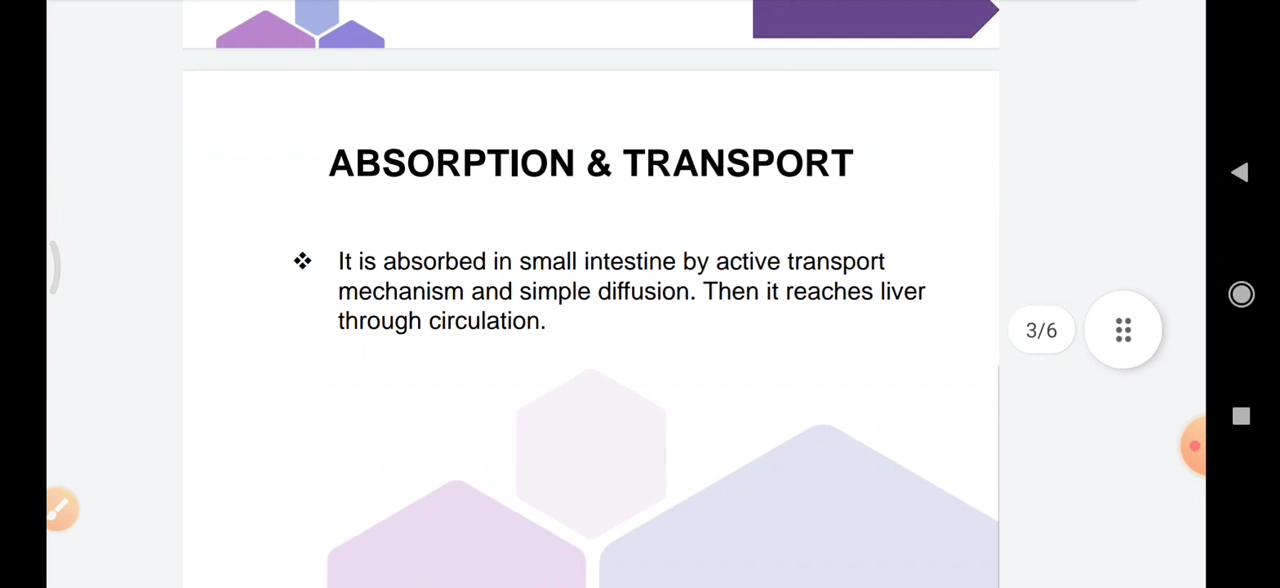 ABSORPTION & TRANSPORT
❖ It is absorbed in small intestine by active transport
mechanism and simple diffusion. Then it reaches liver
through circulation.
3/6